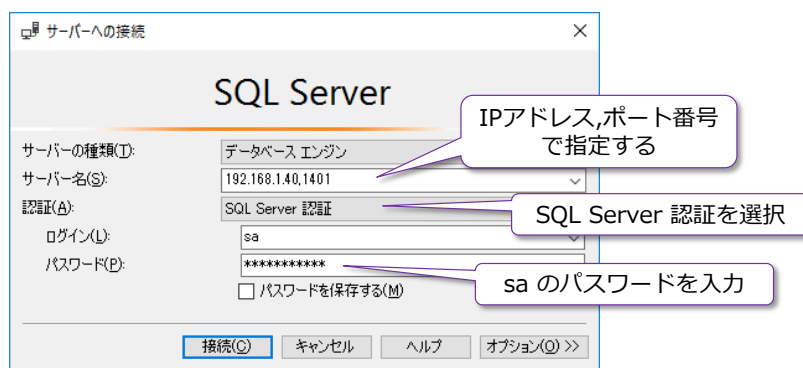 サーバーへの接続
SQL Server
IPアドレス,ポート番号
で指定する
サーバーの種類(T):
データベース エンジン
サーバー名(S):
192.168.1.40,1401
認証(A):
SQL Server 認証
SQL Server 認証を選択
ログイン(L):
sa
パスワード(P):
***********
sa のパスワードを入力
パスワードを保存する(M)
接続(C)
キャンセル
ヘルプ
オプション(O) >>